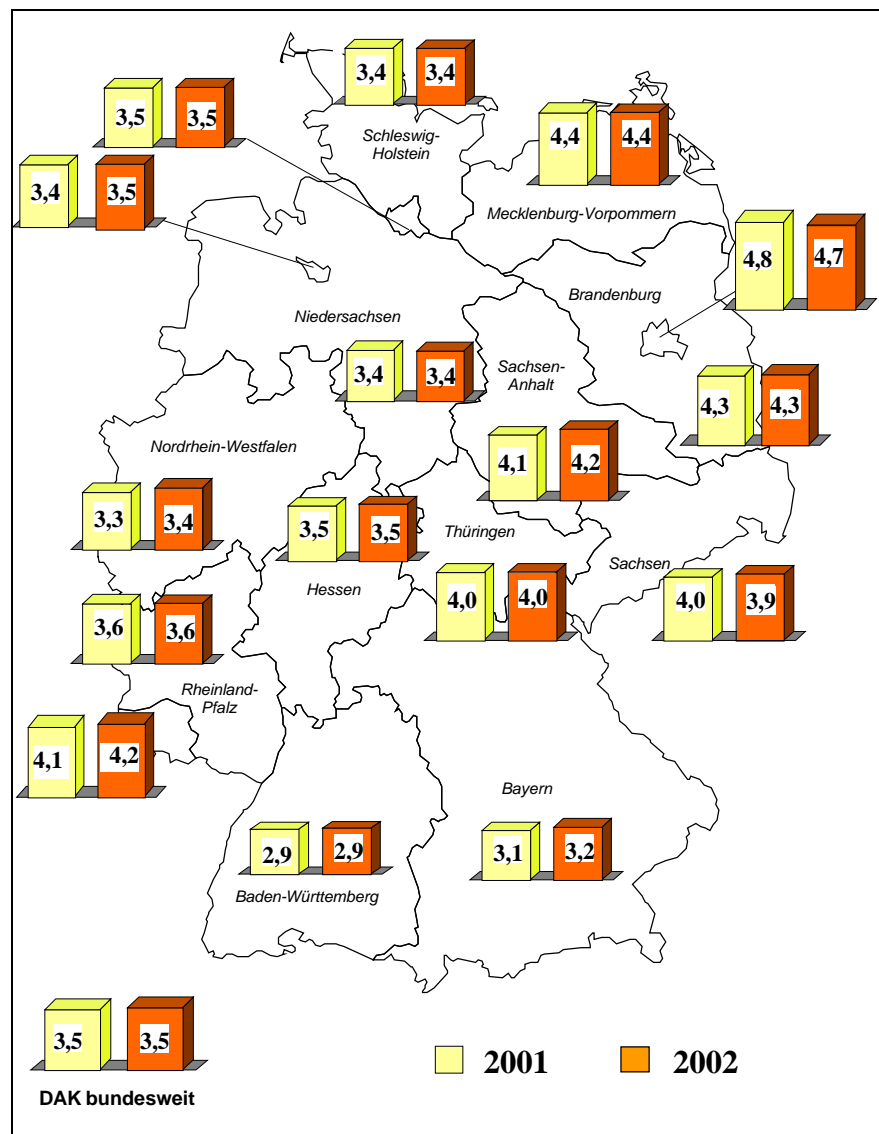 3,4 3,4
3,5 3,5
Schleswig-
Holstein
4,4 4,4
3,4 3,5
Mecklenburg-Vorpommern
4,8 4,7
Brandenburg
Niedersachsen
3,4 3,4
Sachsen-
Anhalt
4,3 4,3
Nordrhein-Westfalen
4,1 4,2
3,3 3,4
3,5 3,5
Thüringen
Sachsen
Hessen
4,0 4,0
4,0 3,9
3,6 3,6
Rheinland-
Pfalz
4,1 4,2
Bayern
2,9 2,9
3,1 3,2
Baden-Württemberg
3,5 3,5
2001 2002
DAK bundesweit